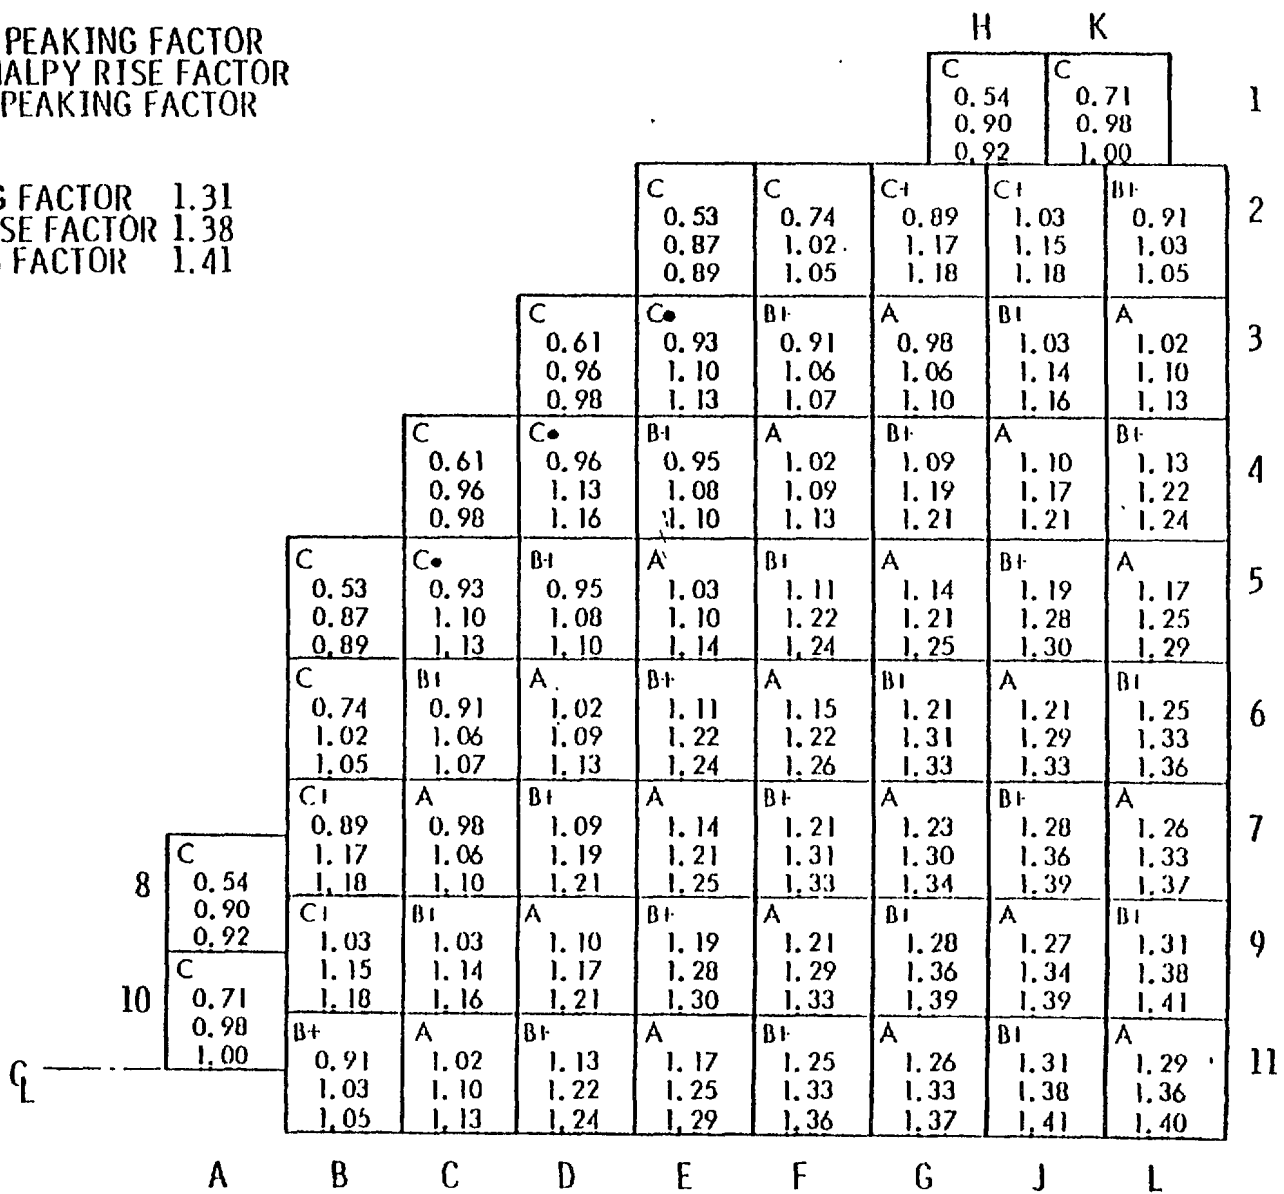 PEAKING FACTOR
ALPY RISE FACTOR
PEAKING FACTOR
FACTOR 1.31
SE FACTOR 1.38
FACTOR 1.41
H K
C C
0.54 0.71 1
0.90 0.98
0.92 1.00
C C C+ C+ B+
0.53 0.74 0.89 1.03 0.91 2
0.87 1.02 1.17 1.15 1.03
0.89 1.05 1.18 1.18 1.05
C C• B+ A B+ A
0.61 0.93 0.91 0.98 1.03 1.02 3
0.96 1.10 1.06 1.06 1.14 1.10
0.98 1.13 1.07 1.10 1.16 1.13
C C• B+ A B+ A B+
0.61 0.96 0.95 1.02 1.09 1.10 1.13 4
0.96 1.13 1.08 1.09 1.19 1.17 1.22
0.98 1.16 1.10 1.13 1.21 1.21 1.24
C C• B+ A B+ A B+ A
0.53 0.93 0.95 1.03 1.11 1.14 1.19 1.17 5
0.87 1.10 1.08 1.10 1.22 1.21 1.28 1.25
0.89 1.13 1.10 1.14 1.24 1.25 1.30 1.29
C B+ A B+ A B+ A B+
0.74 0.91 1.02 1.11 1.15 1.21 1.21 1.25 6
1.02 1.06 1.09 1.22 1.22 1.31 1.29 1.33
1.05 1.07 1.13 1.24 1.26 1.33 1.33 1.36
C+ A B+ A B+ A B+ A
0.89 0.98 1.09 1.14 1.21 1.23 1.28 1.26 7
1.17 1.06 1.19 1.21 1.31 1.30 1.36 1.33
1.18 1.10 1.21 1.25 1.33 1.34 1.39 1.37
C
8 0.54
0.90
0.92
C+ B+ A B+ A B+ A B+
1.03 1.03 1.10 1.19 1.21 1.28 1.27 1.31 9
1.15 1.14 1.17 1.28 1.29 1.36 1.34 1.38
1.18 1.16 1.21 1.30 1.33 1.39 1.39 1.41
C
10 0.71
0.98
1.00
B+ A B+ A B+ A B+ A
0.91 1.02 1.13 1.17 1.25 1.26 1.31 1.29 11
1.03 1.10 1.22 1.25 1.33 1.33 1.38 1.36
1.05 1.13 1.24 1.29 1.36 1.37 1.41 1.40
CL
A B C D E F G J L